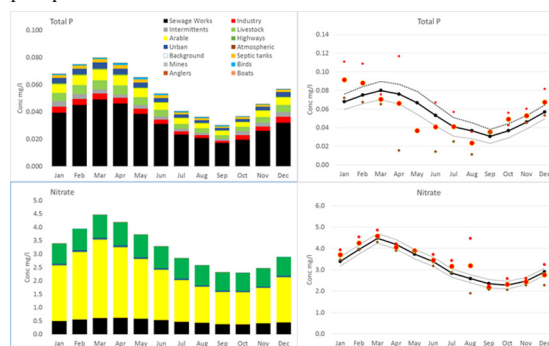 Total P
Sewage Works Industry
Intermittents Livestock
Arable Highways
Urban Atmospheric
Background Septic tanks
Mines Birds
Anglers Boats
Conc mg/l
0.100
0.080
0.060
0.040
0.020
0.000
Jan Feb Mar Apr May Jun Jul Aug Sep Oct Nov Dec
Total P
Conc mg/l
0.14
0.12
0.10
0.08
0.06
0.04
0.02
0.00
Jan Feb Mar Apr May Jun Jul Aug Sep Oct Nov Dec
Nitrate
Conc mg/l
5.0
4.5
4.0
3.5
3.0
2.5
2.0
1.5
1.0
0.5
0.0
Jan Feb Mar Apr May Jun Jul Aug Sep Oct Nov Dec
Nitrate
Conc mg/l
6.0
5.0
4.0
3.0
2.0
1.0
0.0
Jan Feb Mar Apr May Jun Jul Aug Sep Oct Nov Dec